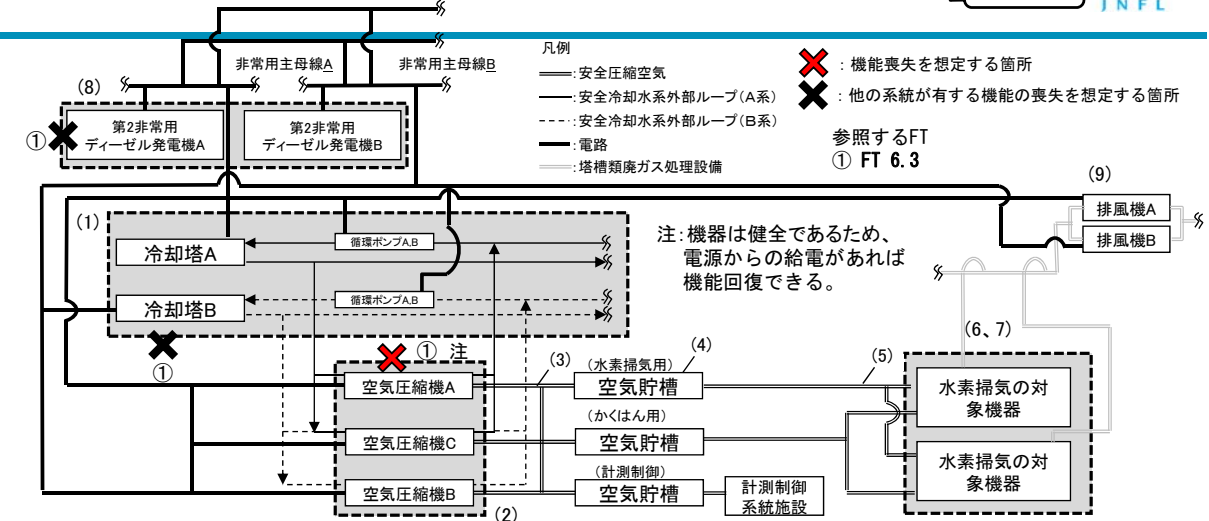 JNFL
非常用主母線A
非常用主母線B
凡例
═:安全圧縮空気
―:安全冷却水系外部ループ(A系)
----:安全冷却水系外部ループ(B系)
━:電路
═:塔槽類廃ガス処理設備
:機能喪失を想定する箇所
:他の系統が有する機能の喪失を想定する箇所
参照するFT
① FT 6.3
(8)
①
第2非常用
ディーゼル発電機A
第2非常用
ディーゼル発電機B
(9)
排風機A
排風機B
(1)
冷却塔A
循環ポンプA,B
冷却塔B
循環ポンプA,B
①
注:機器は健全であるため、
電源からの給電があれば
機能回復できる。
① 注
(2)
空気圧縮機A
空気圧縮機C
空気圧縮機B
(3)
(水素掃気用)
(4)
空気貯槽
(かくはん用)
空気貯槽
(計測制御)
空気貯槽
計測制御
系統施設
(5)
(6、7)
水素掃気の対
象機器
水素掃気の対
象機器